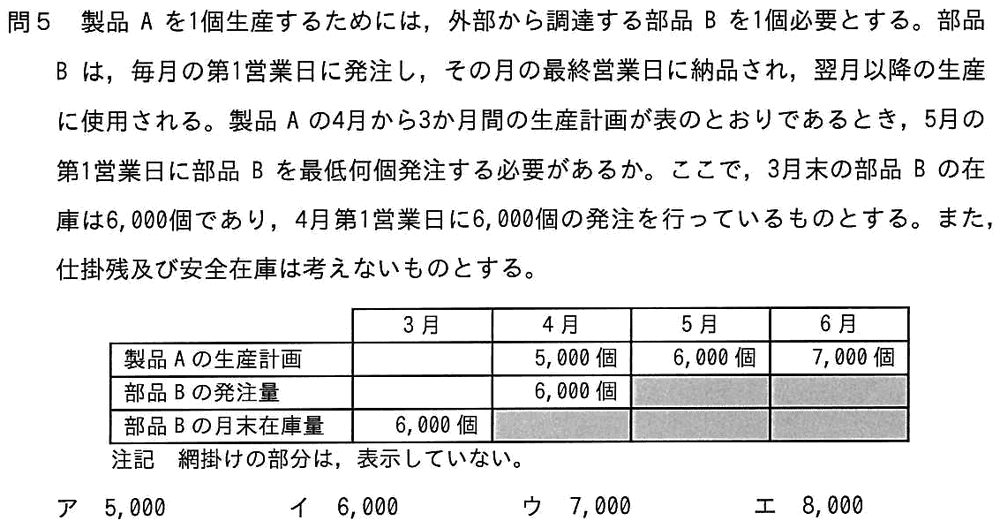 問5 製品 A を1個生産するためには，外部から調達する部品 B を1個必要とする。部品
B は，毎月の第1営業日に発注し，その月の最終営業日に納品され，翌月以降の生産
に使用される。製品 A の4月から3か月間の生産計画が表のとおりであるとき，5月の
第1営業日に部品 B を最低何個発注する必要があるか。ここで，3月末の部品 B の在
庫は6,000個であり，4月第1営業日に6,000個の発注を行っているものとする。また，
仕掛残及び安全在庫は考えないものとする。
3月 4月 5月 6月
製品 A の生産計画 5,000 個 6,000 個 7,000 個
部品 B の発注量 6,000 個
部品 B の月末在庫量 6,000 個
注記 網掛けの部分は，表示していない。
ア 5,000 イ 6,000 ウ 7,000 エ 8,000